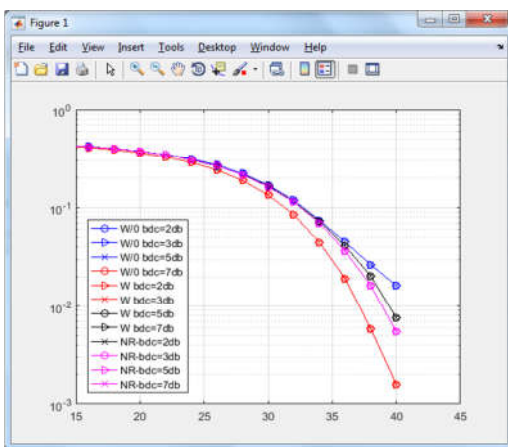 Figure 1
File Edit View Insert Tools Desktop Window Help
10^0
10^-1
10^-2
10^-3
W/0 bdc=2db
W/0 bdc=3db
W/0 bdc=5db
W/0 bdc=7db
W bdc=2db
W bdc=3db
W bdc=5db
W bdc=7db
NR-bdc=2db
NR-bdc=3db
NR-bdc=5db
NR-bdc=7db
15 20 25 30 35 40 45